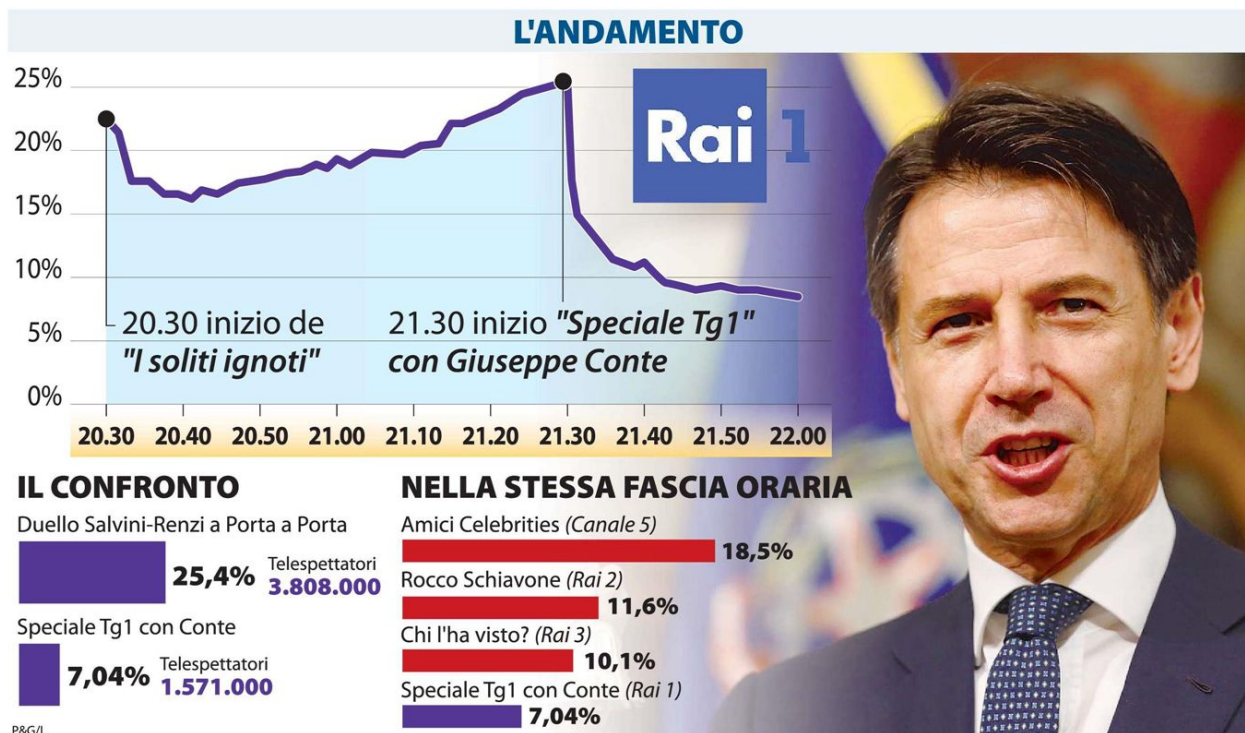 L'ANDAMENTO
25%
20%
15%
10%
5%
0%
Rai 1
20.30 inizio de
"I soliti ignoti"
21.30 inizio "Speciale Tg1"
con Giuseppe Conte
20.30 20.40 20.50 21.00 21.10 21.20 21.30 21.40 21.50 22.00
IL CONFRONTO
Duello Salvini-Renzi a Porta a Porta
25,4% Telespettatori
3.808.000
Speciale Tg1 con Conte
7,04% Telespettatori
1.571.000
NELLA STESSA FASCIA ORARIA
Amici Celebrities (Canale 5)
18,5%
Rocco Schiavone (Rai 2)
11,6%
Chi l'ha visto? (Rai 3)
10,1%
Speciale Tg1 con Conte (Rai 1)
7,04%